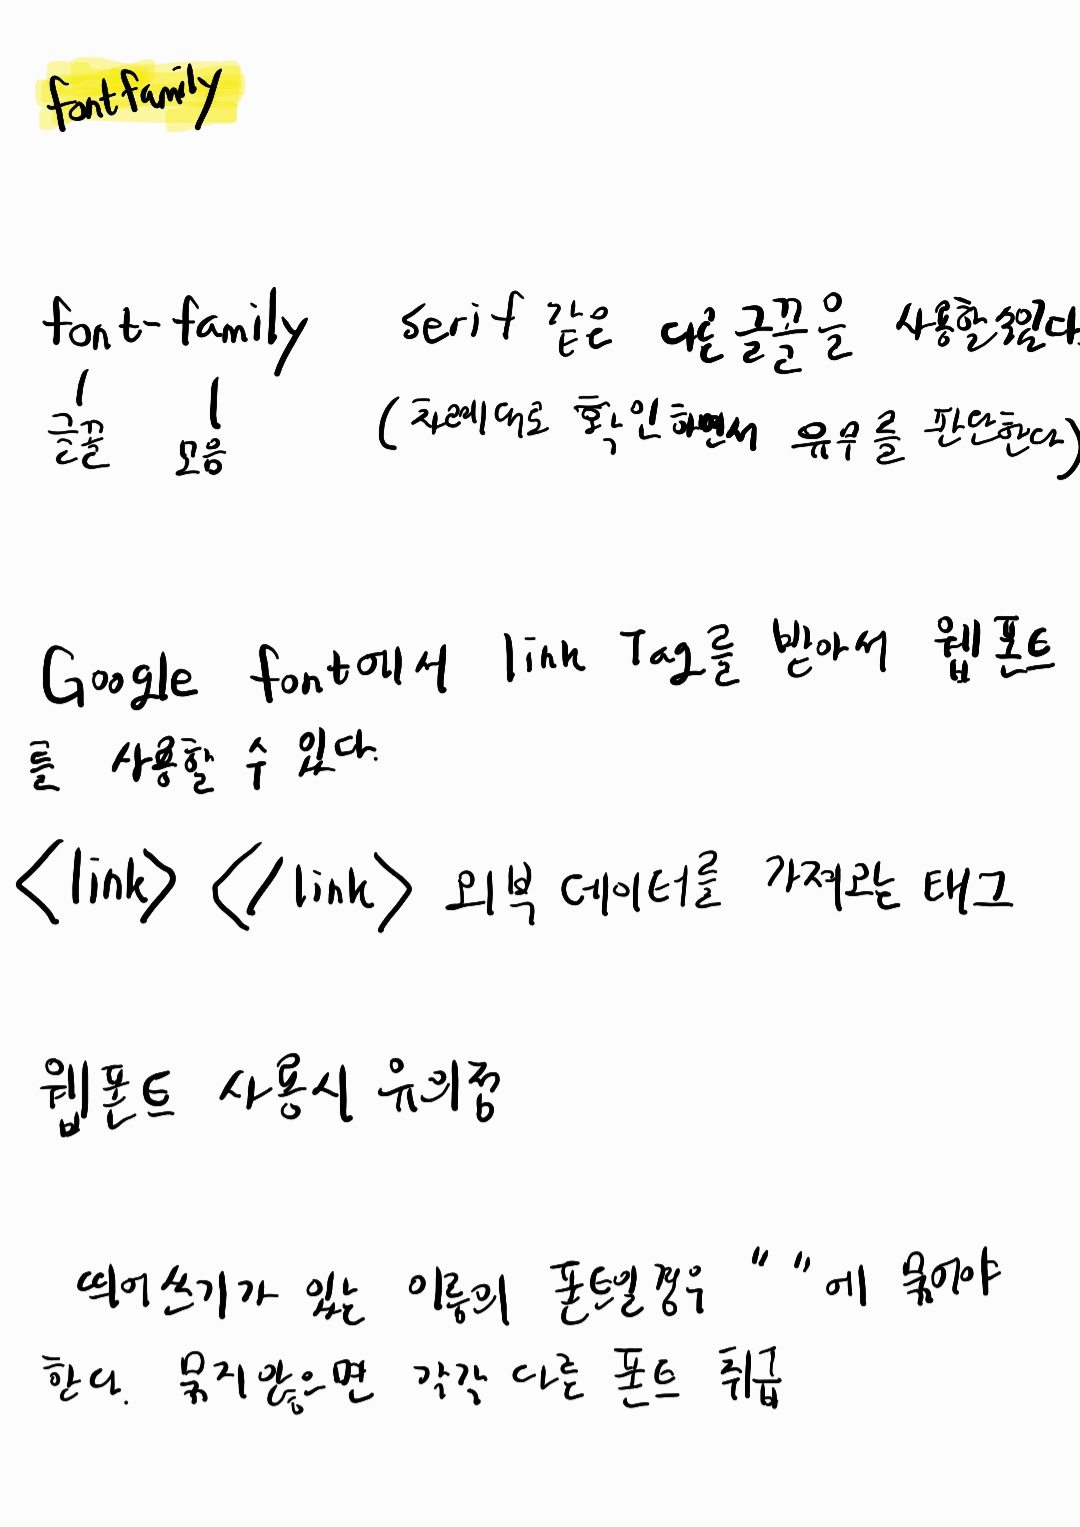 fontfamily
font-family serif 같은 다른 글꼴을 사용할수있다.
글꼴 모음 (차례대로 확인하면서 유무를 판단한다)
Google font에서 link Tag를 받아서 웹폰트
를 사용할 수 있다.
<link> </link> 외부 데이터를 가져오는 태그
웹폰트 사용시 유의점
띄어쓰기가 있는 이름의 폰트일경우 " "에 묶어야
한다. 묶지않으면 각각 다른 폰트 취급